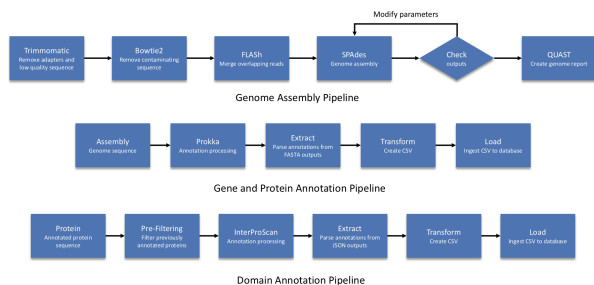 Modify parameters
Trimmomatic
Remove adapters and
low quality sequence
Bowtie2
Remove contaminating
sequence
FLASh
Merge overlapping reads
SPAdes
Genome assembly
Check
outputs
QUAST
Create genome report
Genome Assembly Pipeline
Assembly
Genome sequence
Prokka
Annotation processing
Extract
Parse annotations from
FASTA outputs
Transform
Create CSV
Load
Ingest CSV to database
Gene and Protein Annotation Pipeline
Protein
Annotated protein
sequence
Pre-Filtering
Filter previously
annotated proteins
InterProScan
Annotation processing
Extract
Parse annotations from
JSON outputs
Transform
Create CSV
Load
Ingest CSV to database
Domain Annotation Pipeline